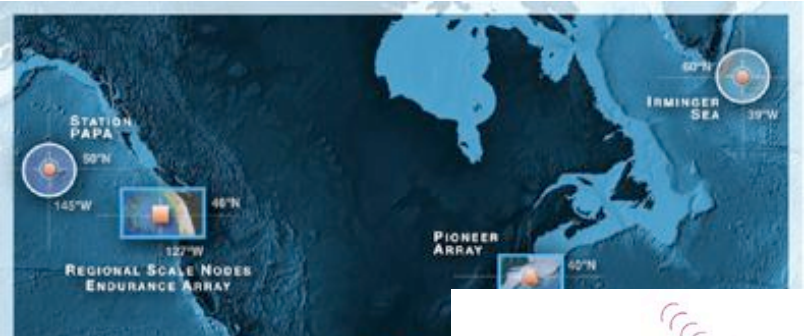 60°N
IRMINGER
SEA
39°W
STATION
PAPA
50°N
145°W
46°N
127°W
REGIONAL SCALE NODES
ENDURANCE ARRAY
PIONEER
ARRAY
40°N